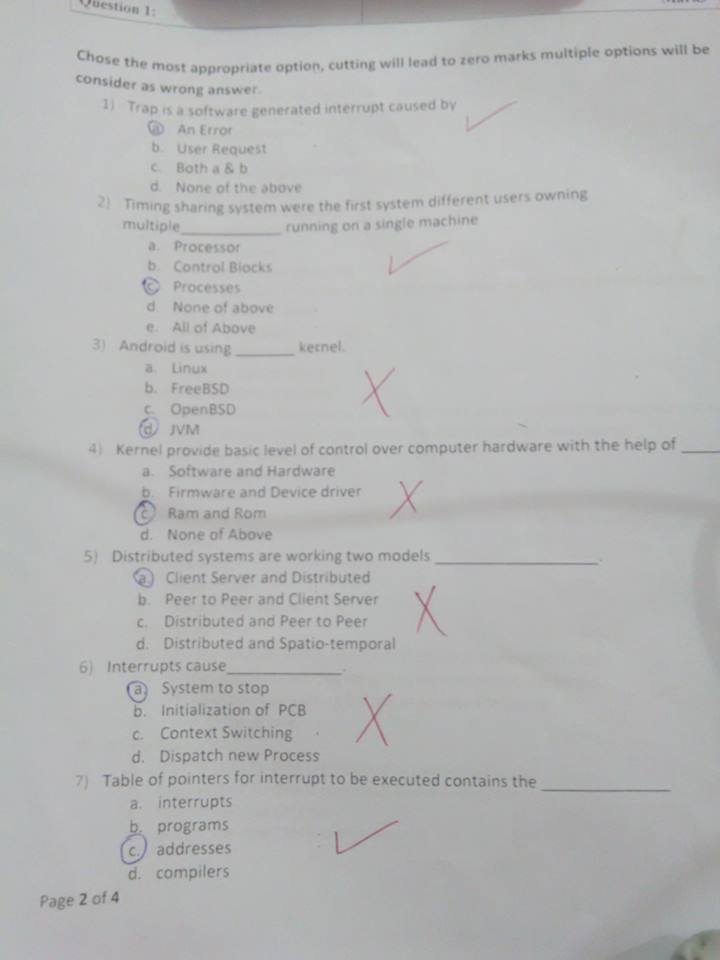 Question 1:
Chose the most appropriate option, cutting will lead to zero marks multiple options will be
consider as wrong answer.
1) Trap is a software generated interrupt caused by
a. An Error
b. User Request
c. Both a & b
d. None of the above
2) Timing sharing system were the first system different users owning
multiple__________ running on a single machine
a. Processor
b. Control Blocks
c. Processes
d. None of above
e. All of Above
3) Android is using ______ kernel.
a. Linux
b. FreeBSD
c. OpenBSD
d. JVM
4) Kernel provide basic level of control over computer hardware with the help of ____
a. Software and Hardware
b. Firmware and Device driver
c. Ram and Rom
d. None of Above
5) Distributed systems are working two models ________________.
a. Client Server and Distributed
b. Peer to Peer and Client Server
c. Distributed and Peer to Peer
d. Distributed and Spatio-temporal
6) Interrupts cause___________.
a. System to stop
b. Initialization of PCB
c. Context Switching
d. Dispatch new Process
7) Table of pointers for interrupt to be executed contains the ____________
a. interrupts
b. programs
c. addresses
d. compilers
Page 2 of 4